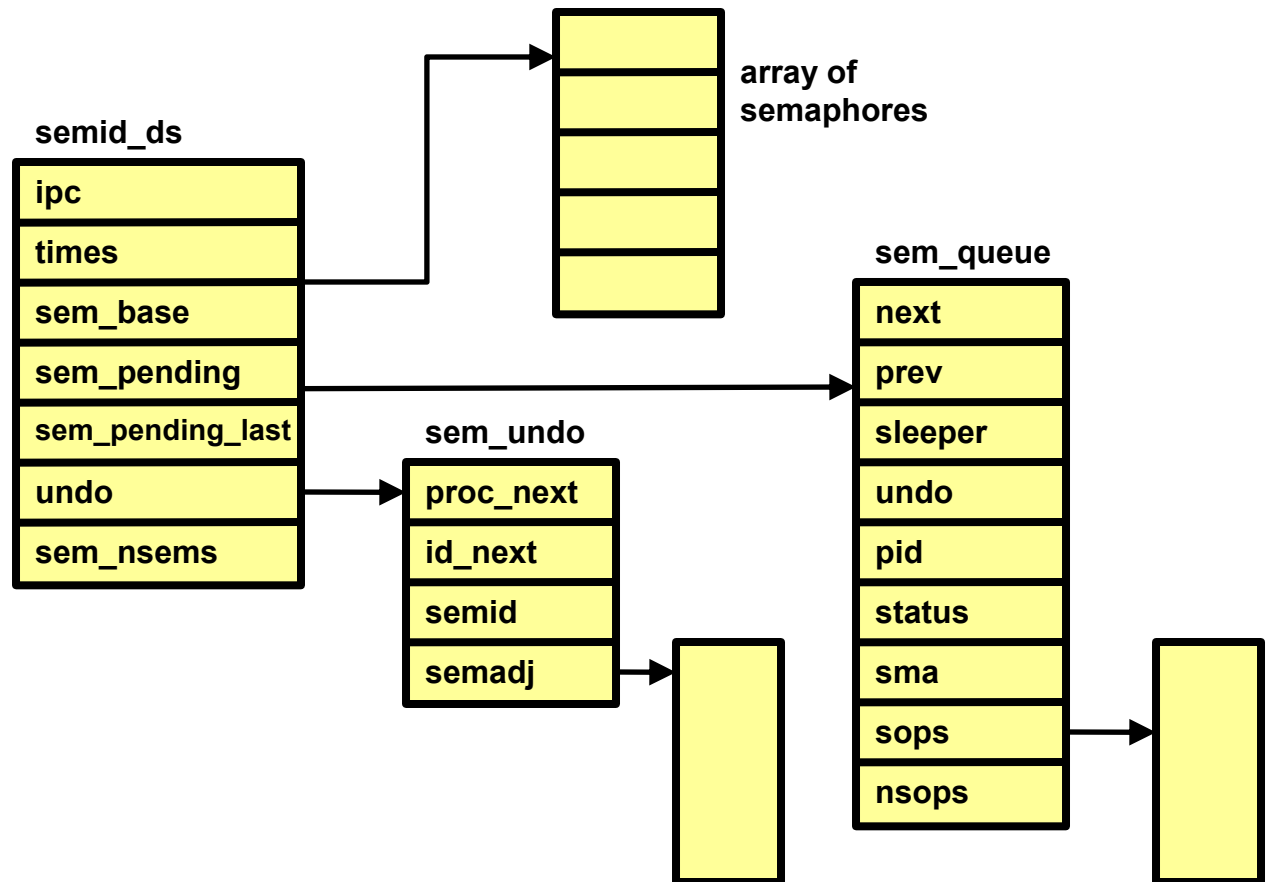 array of
semaphores
semid_ds
ipc
times
sem_base
sem_pending
sem_pending_last
undo
sem_nsems
sem_undo
proc_next
id_next
semid
semadj
sem_queue
next
prev
sleeper
undo
pid
status
sma
sops
nsops